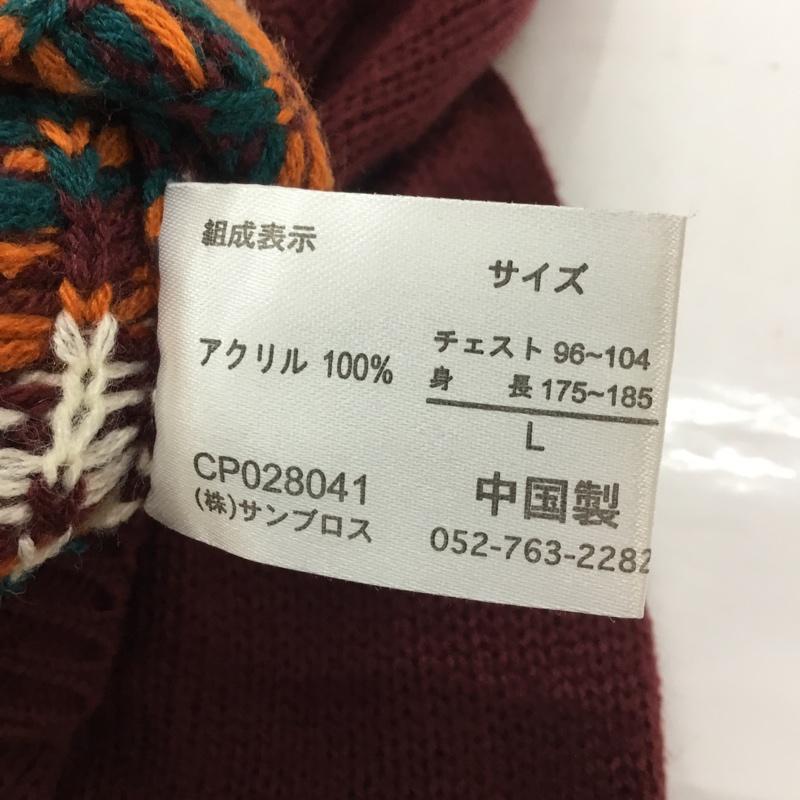 組成表示
アクリル 100%
CP028041
(株)サンブロス
サイズ
チェスト 96~104
身 長 175~185
L
中国製
052-763-2282